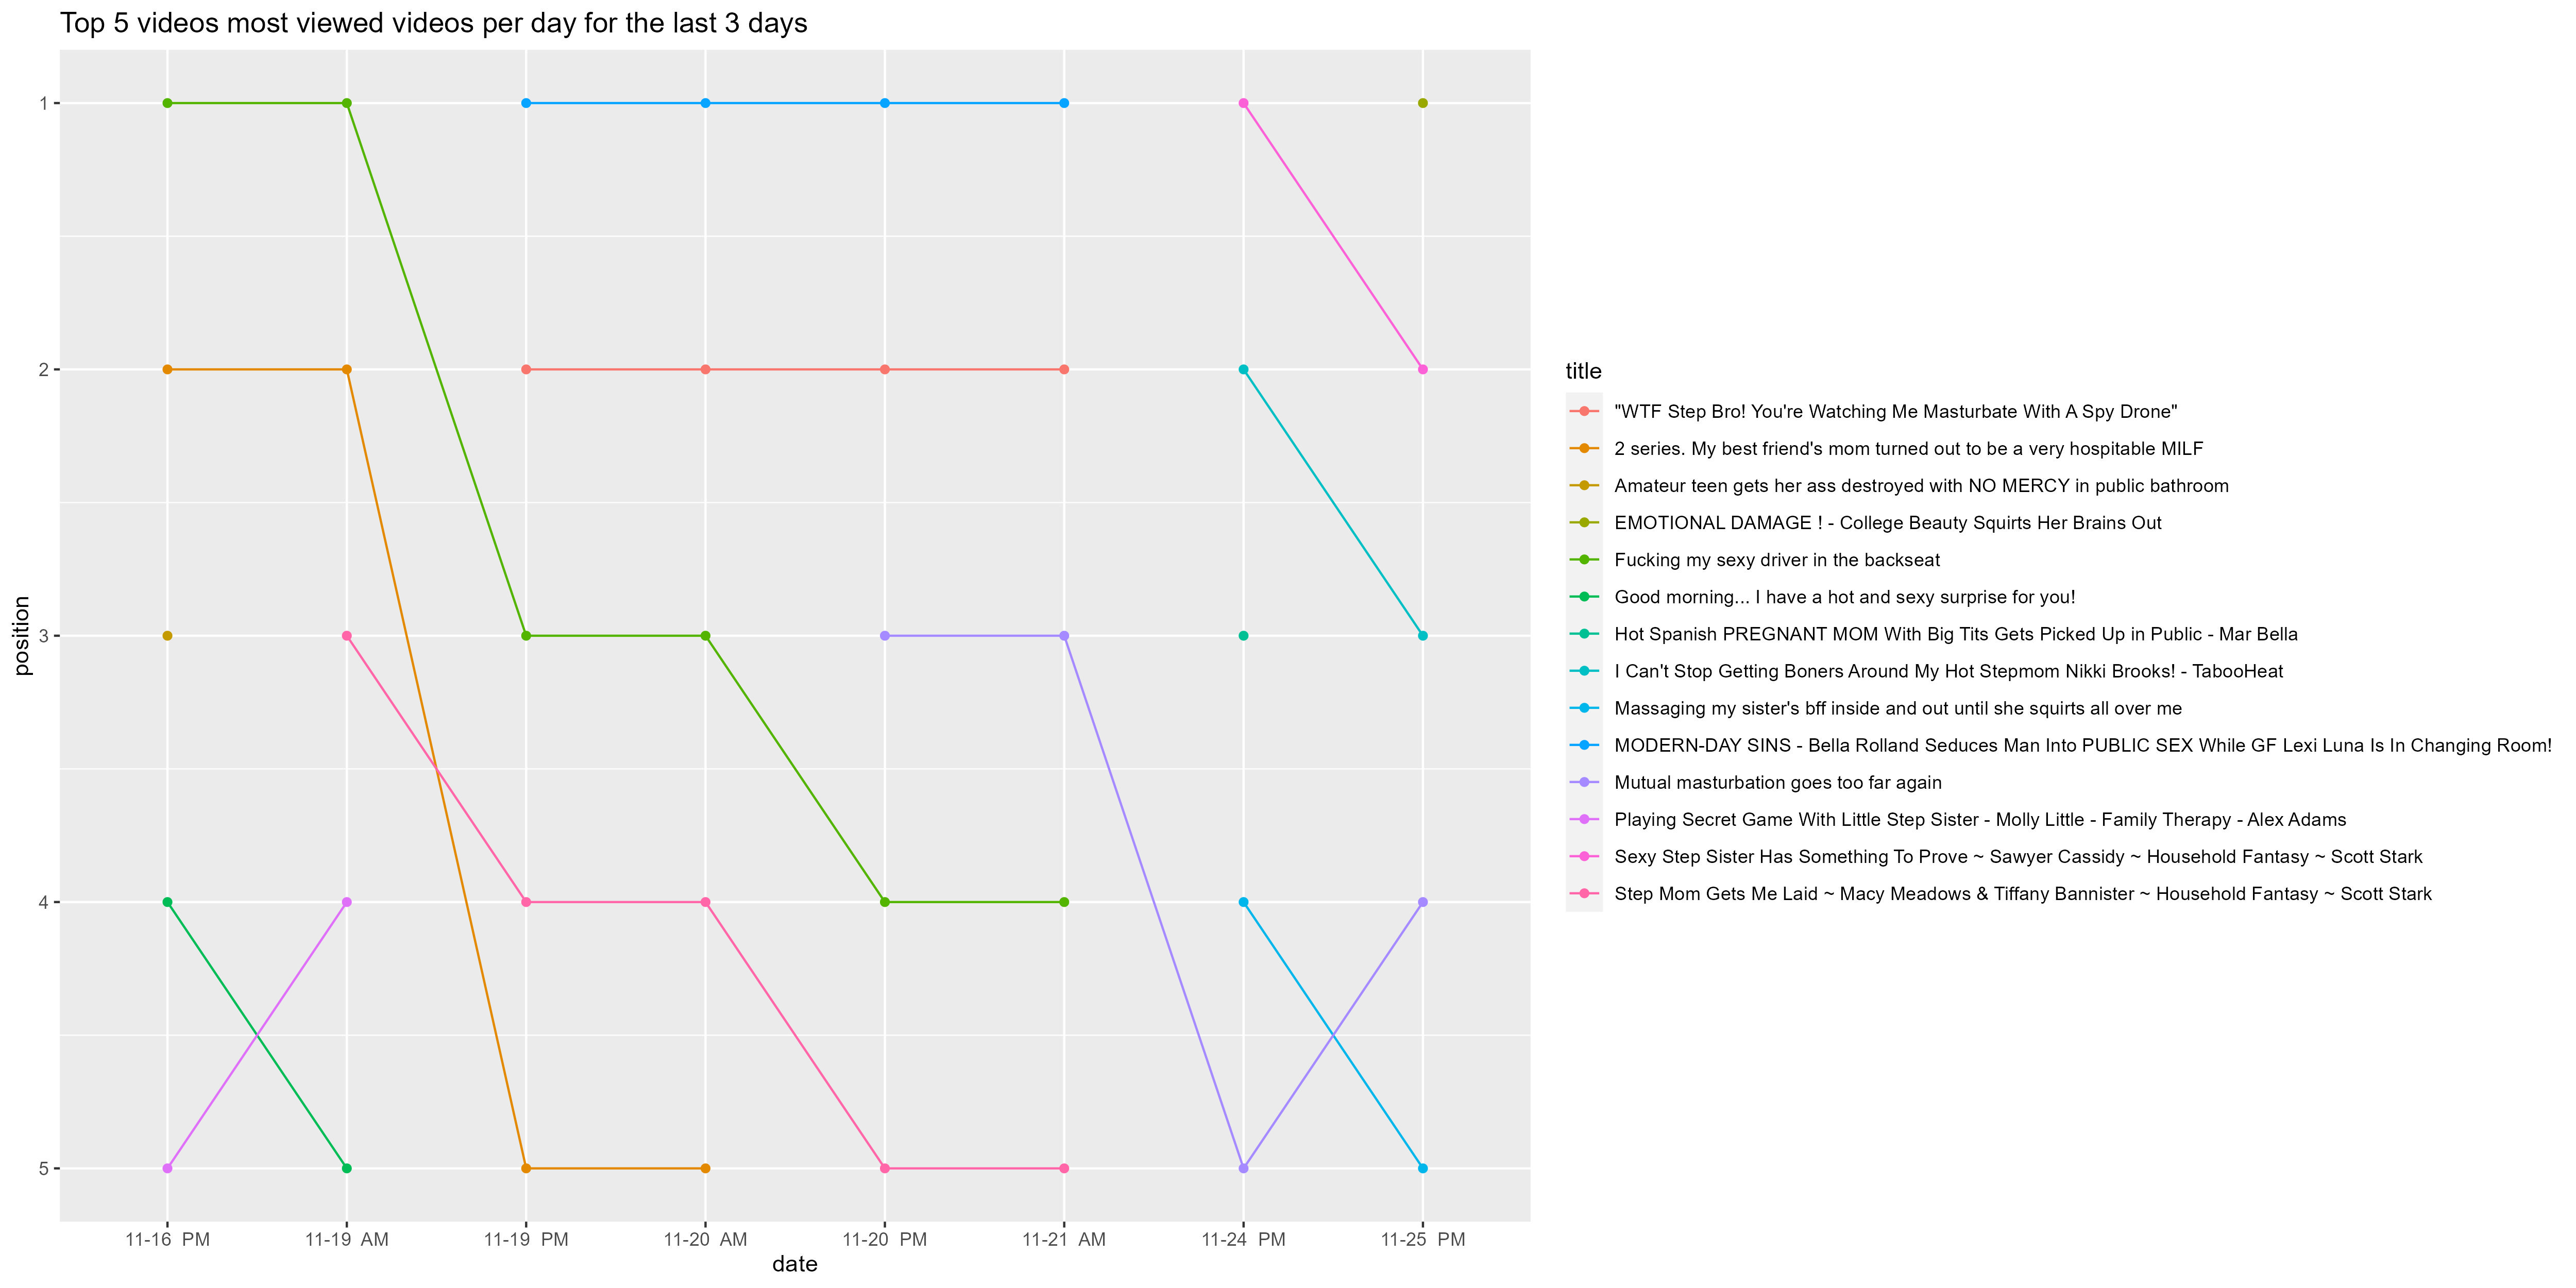 Top 5 videos most viewed videos per day for the last 3 days
position
1
2
3
4
5
11-16 PM
11-19 AM
11-19 PM
11-20 AM
11-20 PM
11-21 AM
11-24 PM
11-25 PM
date
title
"WTF Step Bro! You're Watching Me Masturbate With A Spy Drone"
2 series. My best friend's mom turned out to be a very hospitable MILF
Amateur teen gets her ass destroyed with NO MERCY in public bathroom
EMOTIONAL DAMAGE ! - College Beauty Squirts Her Brains Out
Fucking my sexy driver in the backseat
Good morning... I have a hot and sexy surprise for you!
Hot Spanish PREGNANT MOM With Big Tits Gets Picked Up in Public - Mar Bella
I Can't Stop Getting Boners Around My Hot Stepmom Nikki Brooks! - TabooHeat
Massaging my sister's bff inside and out until she squirts all over me
MODERN-DAY SINS - Bella Rolland Seduces Man Into PUBLIC SEX While GF Lexi Luna Is In Changing Room!
Mutual masturbation goes too far again
Playing Secret Game With Little Step Sister - Molly Little - Family Therapy - Alex Adams
Sexy Step Sister Has Something To Prove ~ Sawyer Cassidy ~ Household Fantasy ~ Scott Stark
Step Mom Gets Me Laid ~ Macy Meadows & Tiffany Bannister ~ Household Fantasy ~ Scott Stark